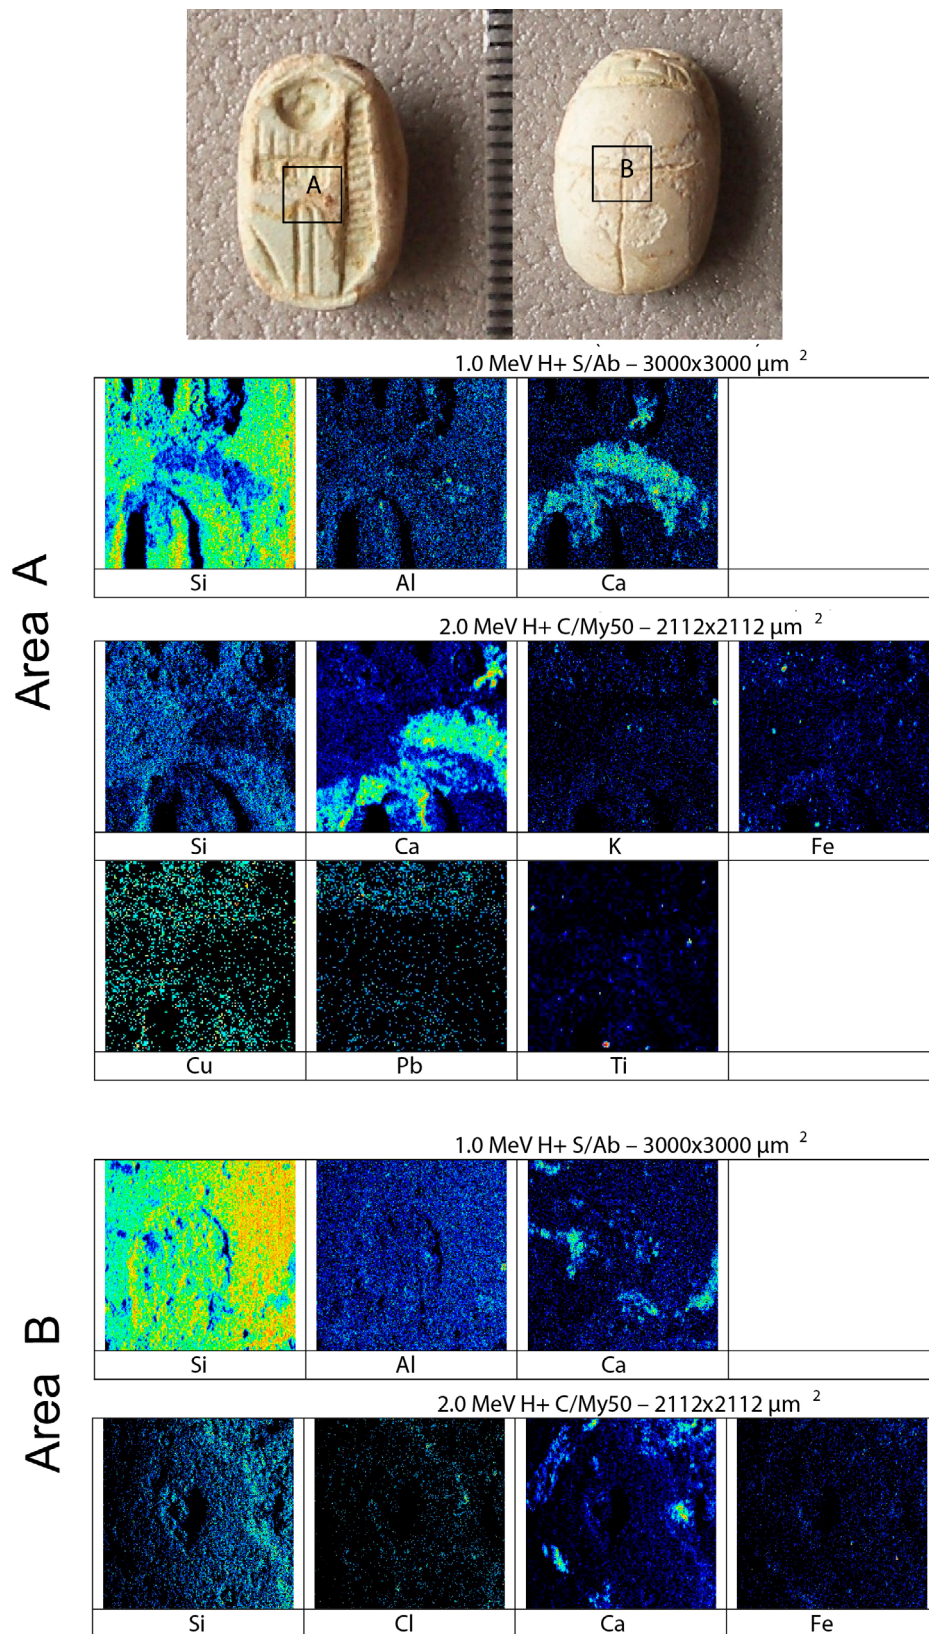 A
B
1.0 MeV H+ S/Ab – 3000x3000 µm 2
Area A
Si Al Ca
2.0 MeV H+ C/My50 – 2112x2112 µm 2
Si Ca K Fe
Cu Pb Ti
1.0 MeV H+ S/Ab – 3000x3000 µm 2
Area B
Si Al Ca
2.0 MeV H+ C/My50 – 2112x2112 µm 2
Si Cl Ca Fe